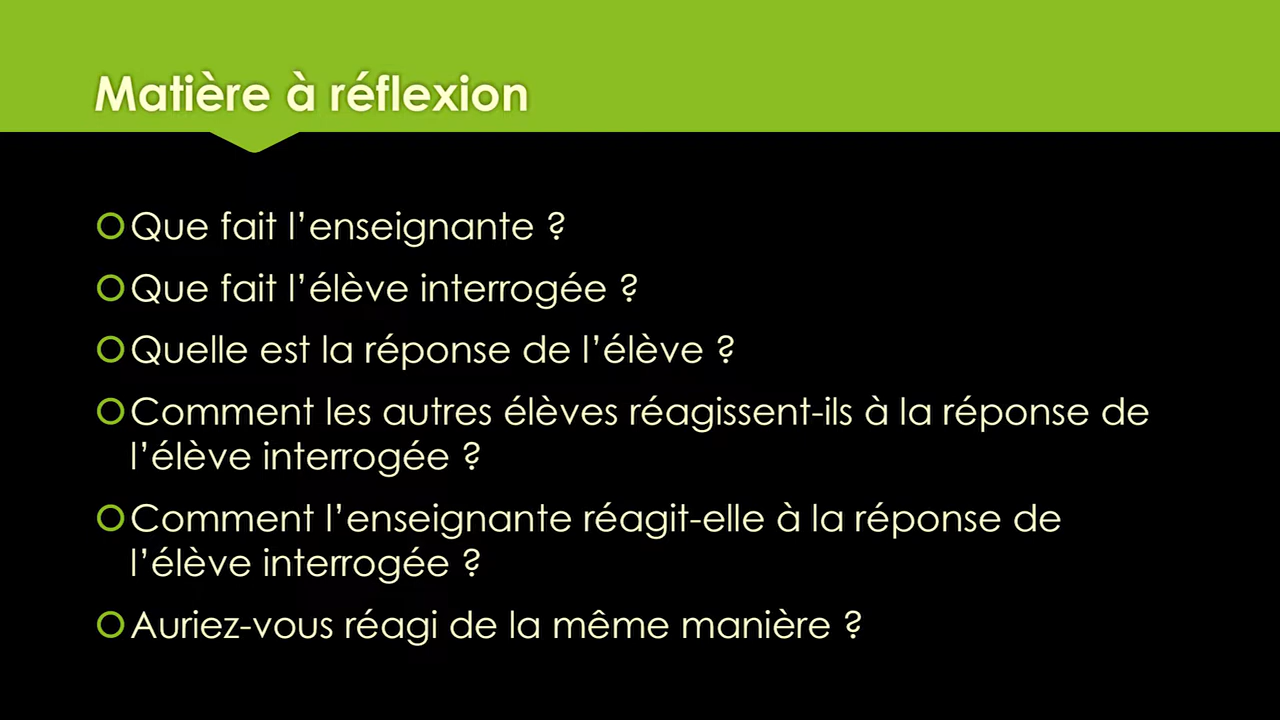 Matière à réflexion
Que fait l’enseignante ?
Que fait l’élève interrogée ?
Quelle est la réponse de l’élève ?
Comment les autres élèves réagissent-ils à la réponse de
l’élève interrogée ?
Comment l’enseignante réagit-elle à la réponse de
l’élève interrogée ?
Auriez-vous réagi de la même manière ?